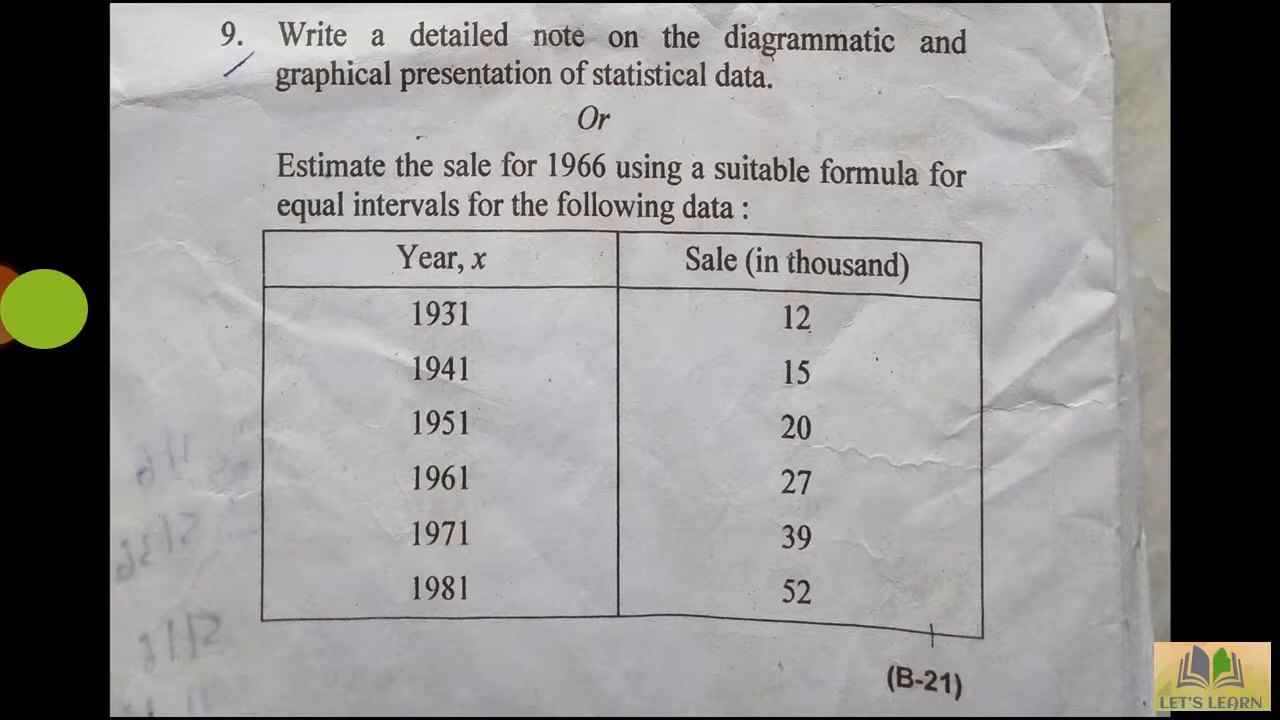 9. Write a detailed note on the diagrammatic and
graphical presentation of statistical data.
Or
Estimate the sale for 1966 using a suitable formula for
equal intervals for the following data :
Year, x Sale (in thousand)
1931 12
1941 15
1951 20
1961 27
1971 39
1981 52
(B-21)
LET'S LEARN